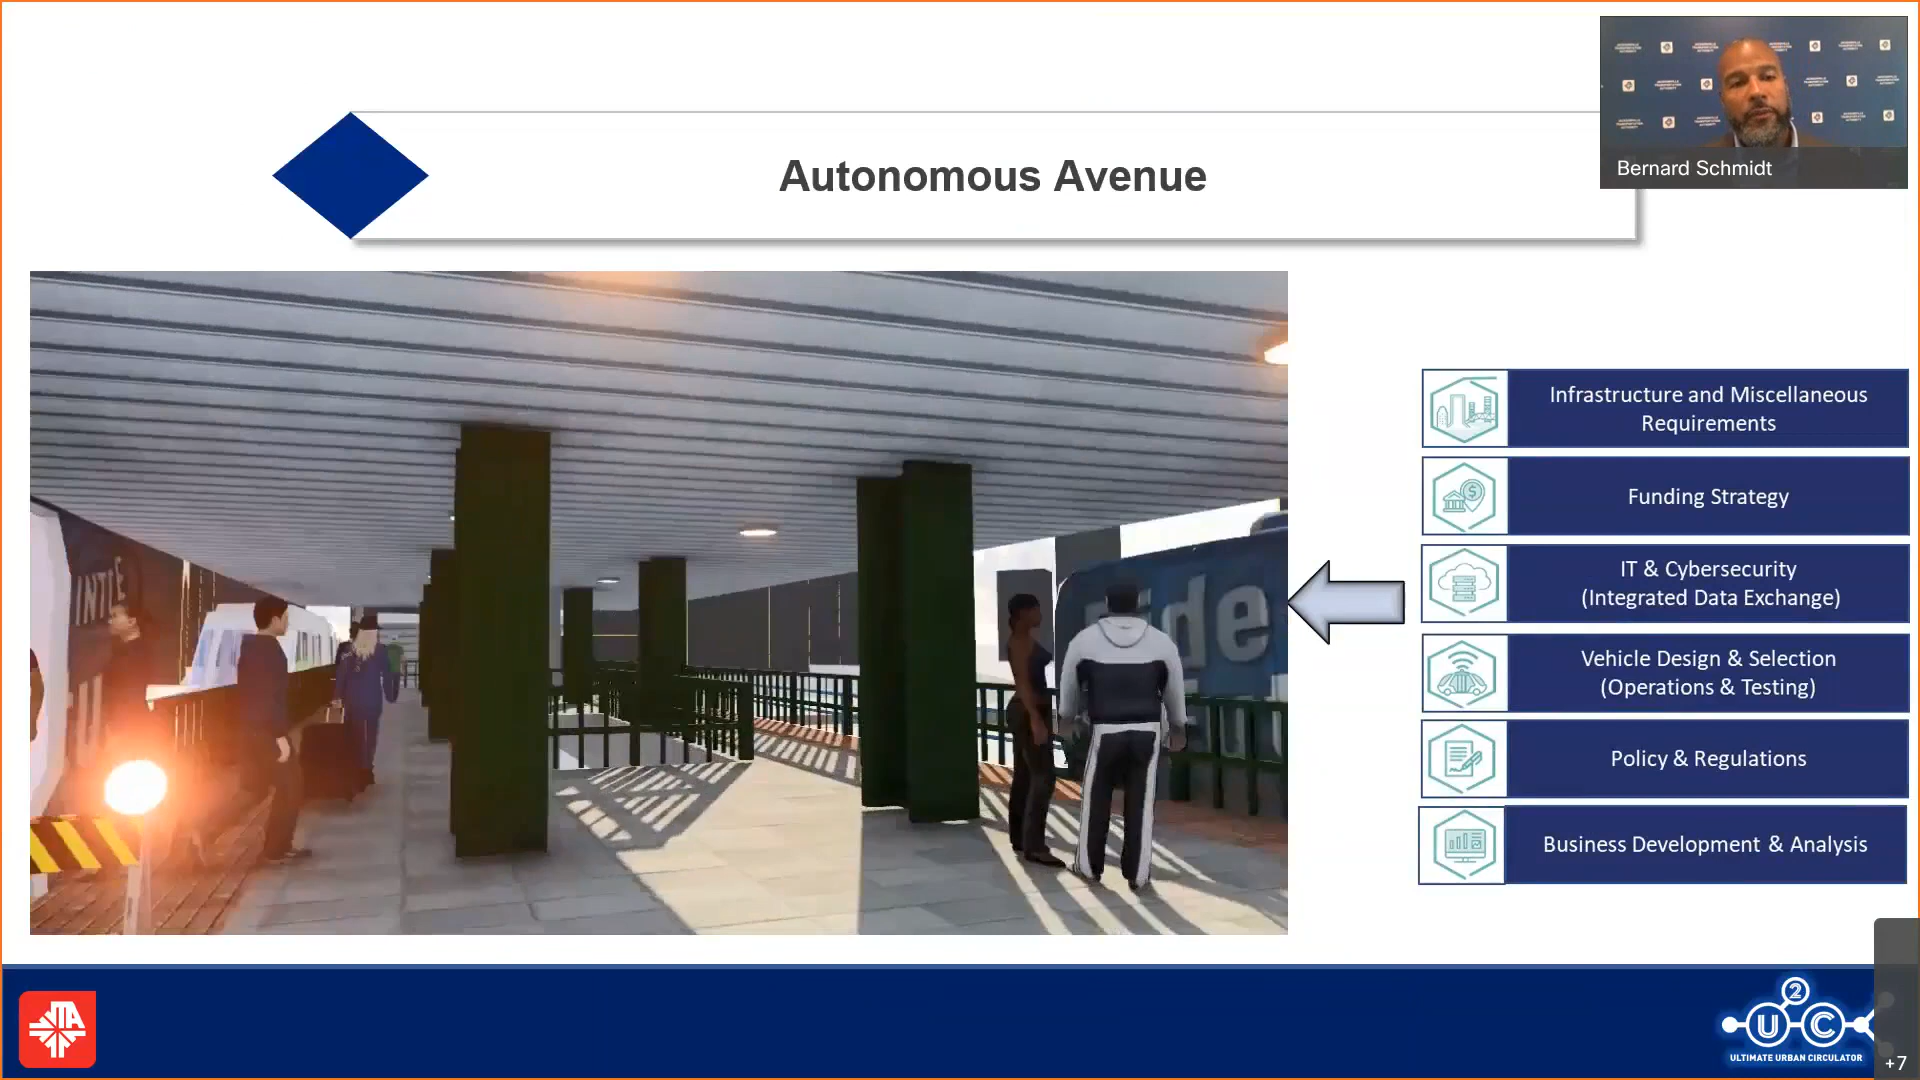 Autonomous Avenue
Bernard Schmidt
Infrastructure and Miscellaneous
Requirements
Funding Strategy
IT & Cybersecurity
(Integrated Data Exchange)
Vehicle Design & Selection
(Operations & Testing)
Policy & Regulations
Business Development & Analysis
JTA
U2C
ULTIMATE URBAN CIRCULATOR
+7